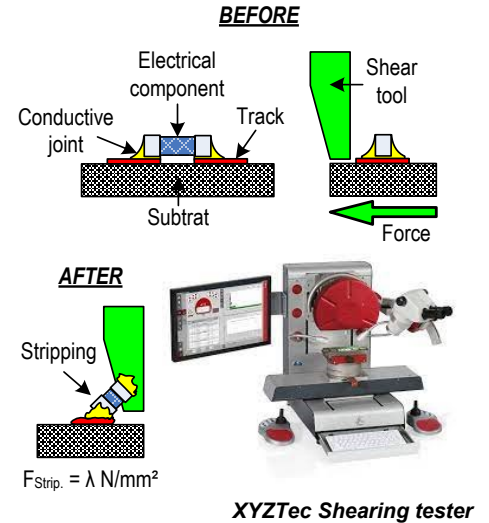 BEFORE
Electrical
component
Conductive
joint
Track
Subtrat
Shear
tool
Force
AFTER
Stripping
FStrip. = λ N/mm²
XYZTec Shearing tester